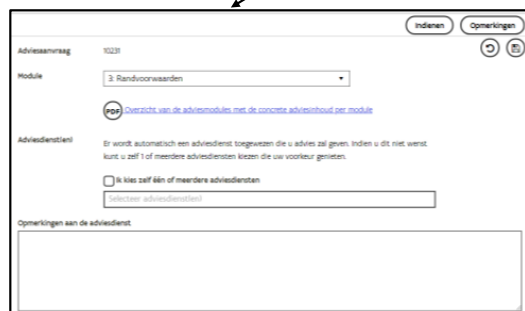 Indienen Opmerkingen
Adviesaanvraag 10231
Module 3: Randvoorwaarden
PDF Overzicht van de adviesmodules met de concrete adviesinhoud per module
Adviesdienst(en) Er wordt automatisch een adviesdienst toegewezen die u advies zal geven. Indien u dit niet wenst
kunt u zelf 1 of meerdere adviesdiensten kiezen die uw voorkeur genieten.
Ik kies zelf één of meerdere adviesdiensten
Selecteer adviesdienst(en)
Opmerkingen aan de adviesdienst